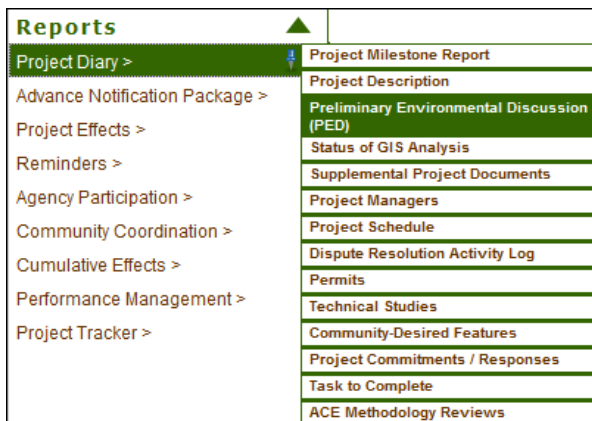 Reports
Project Diary >
Advance Notification Package >
Project Effects >
Reminders >
Agency Participation >
Community Coordination >
Cumulative Effects >
Performance Management >
Project Tracker >
Project Milestone Report
Project Description
Preliminary Environmental Discussion
(PED)
Status of GIS Analysis
Supplemental Project Documents
Project Managers
Project Schedule
Dispute Resolution Activity Log
Permits
Technical Studies
Community-Desired Features
Project Commitments / Responses
Task to Complete
ACE Methodology Reviews